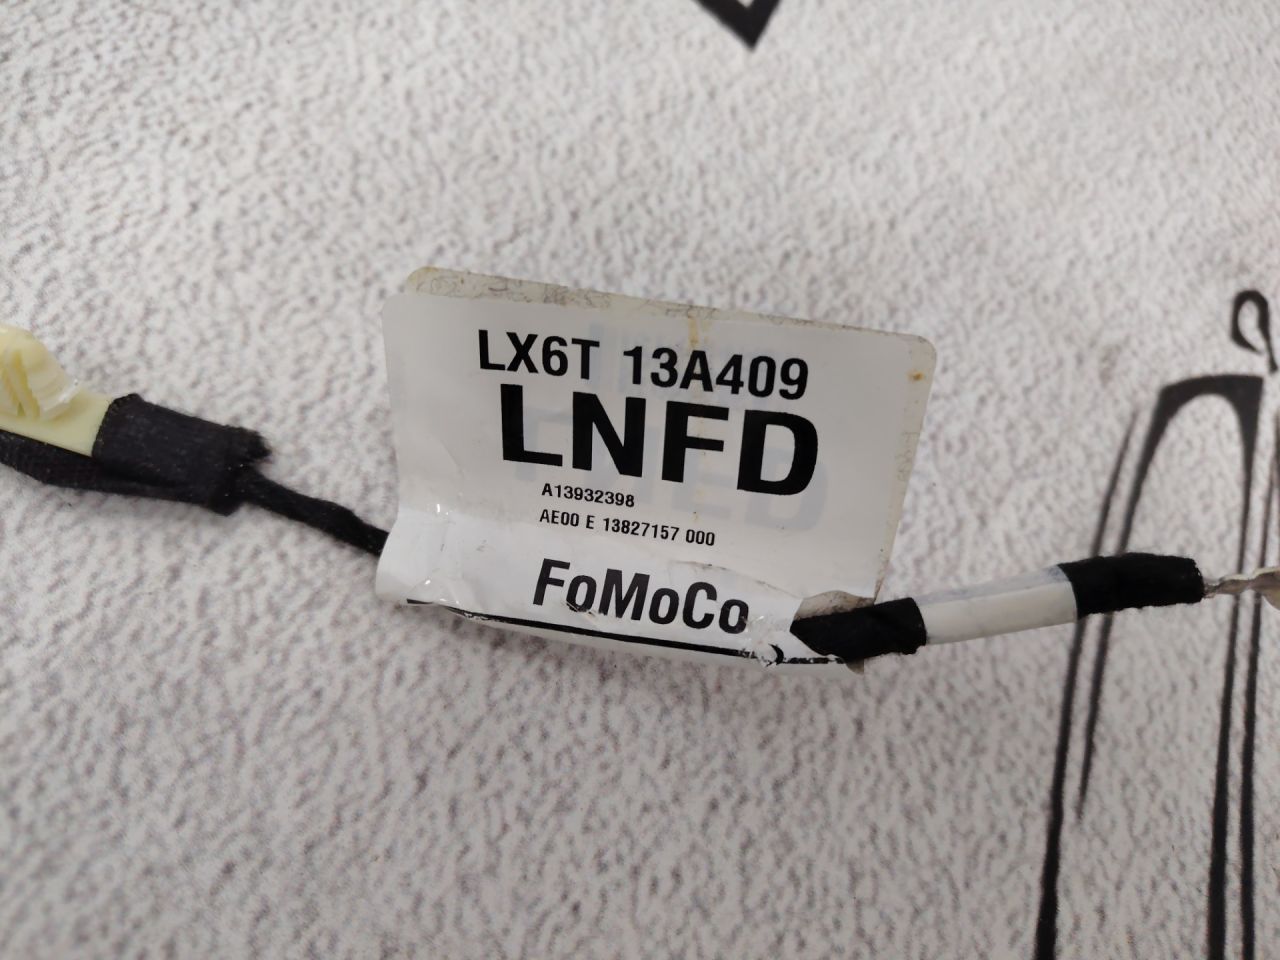 LX6T 13A409
LNFD
A13932398
AE00 E 13827157 000
FoMoCo